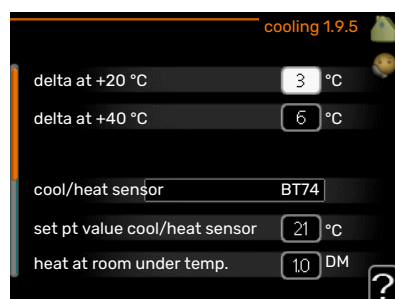 cooling 1.9.5
delta at +20 °C 3 °C
delta at +40 °C 6 °C
cool/heat sensor BT74
set pt value cool/heat sensor 21 °C
heat at room under temp. 1.0 DM
?